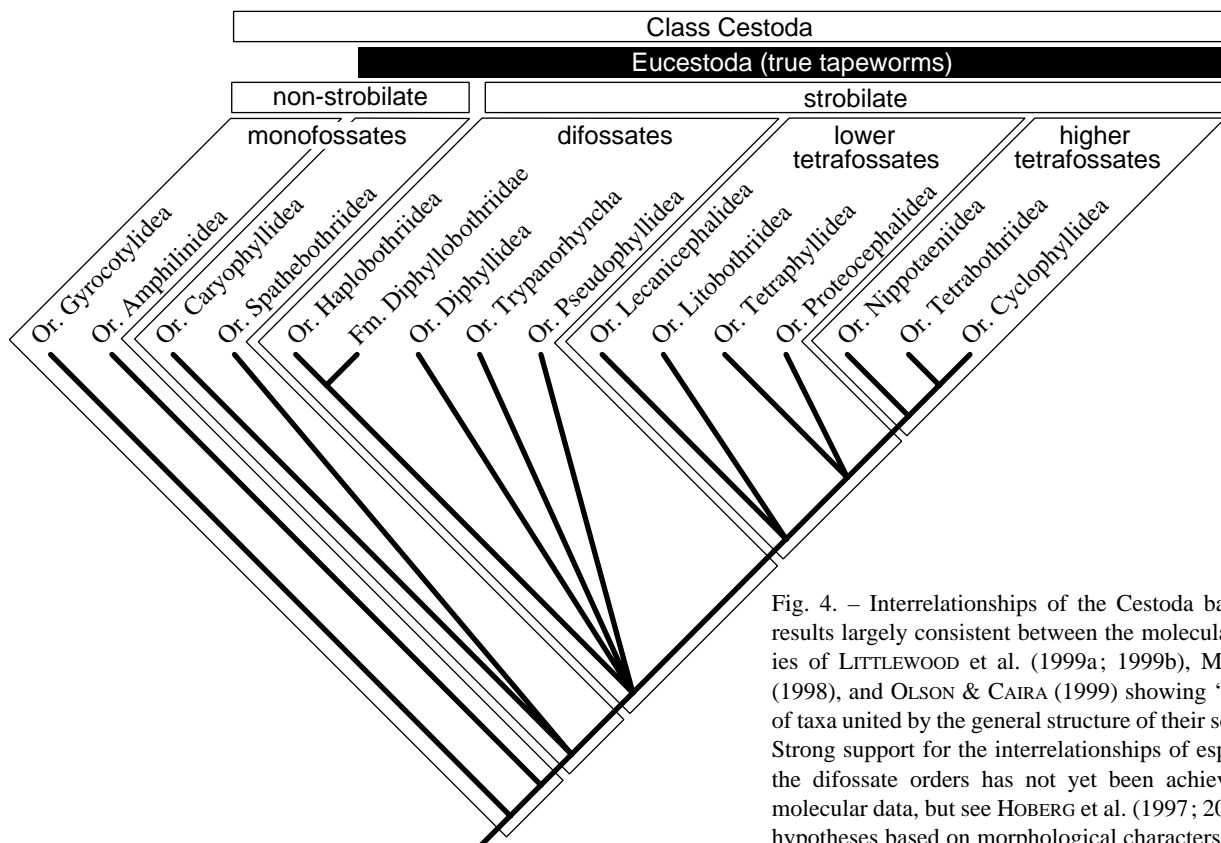 Class Cestoda
Eucestoda (true tapeworms)
non-strobilate
strobilate
monofossates
difossates
lower
tetrafossates
higher
tetrafossates
Or. Gyrocotylidea
Or. Amphilinidea
Or. Caryophyllidea
Or. Spathebothriidea
Or. Haplobothriidea
Fm. Diphyllobothriidae
Or. Diphyllidea
Or. Trypanorhyncha
Or. Pseudophyllidea
Or. Lecanicephalidea
Or. Litobothriidea
Or. Tetraphyllidea
Or. Proteocephalidea
Or. Nippotaeniidea
Or. Tetrabothriidea
Or. Cyclophyllidea
Fig. 4. – Interrelationships of the Cestoda ba
results largely consistent between the molecula
ies of LITTLEWOOD et al. (1999a; 1999b), M
(1998), and OLSON & CAIRA (1999) showing ‘
of taxa united by the general structure of their s
Strong support for the interrelationships of esp
the difossate orders has not yet been achiev
molecular data, but see HOBERG et al. (1997; 20
hypotheses based on morphological characters